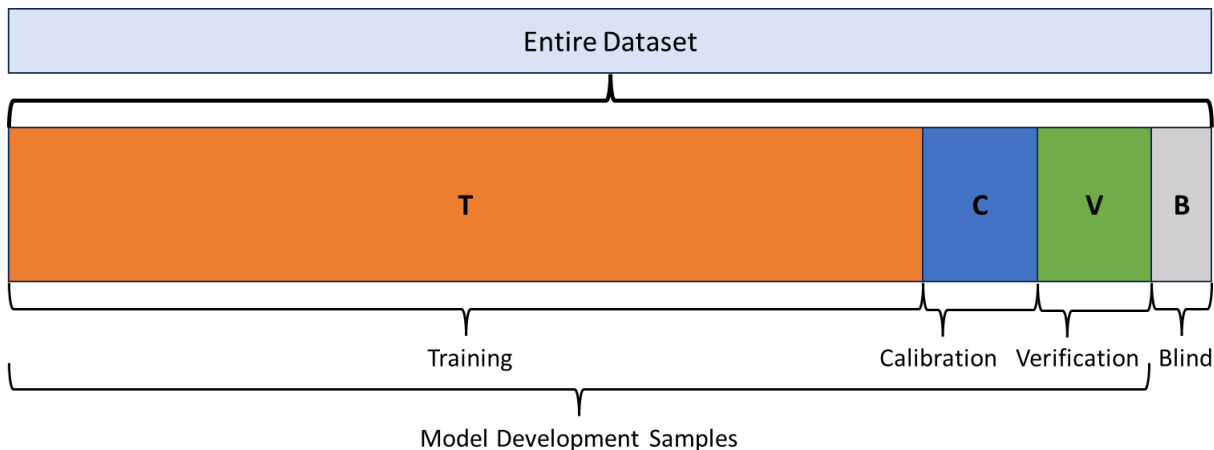 Entire Dataset
T
C
V
B
Training
Calibration
Verification
Blind
Model Development Samples